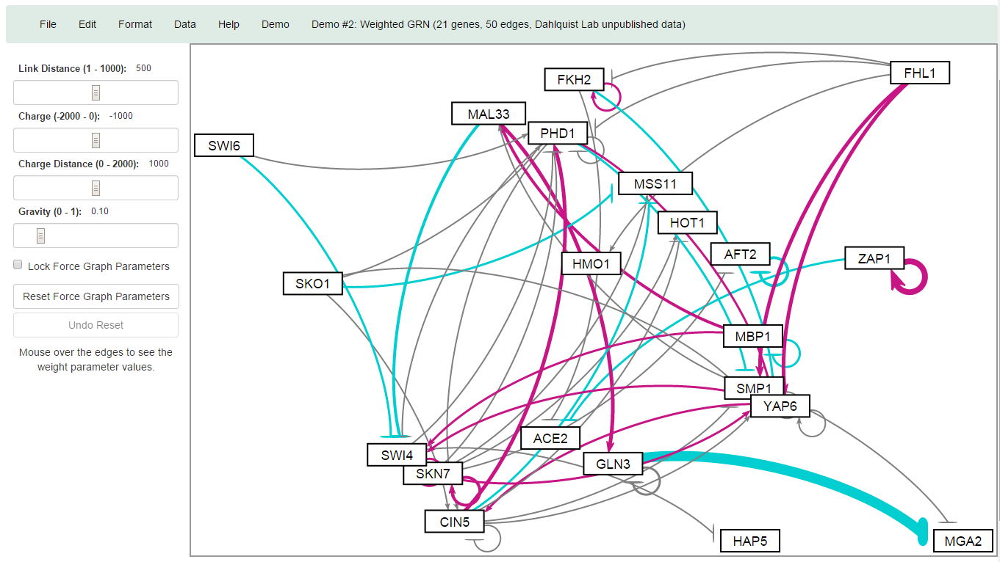 File Edit Format Data Help Demo Demo #2: Weighted GRN (21 genes, 50 edges, Dahlquist Lab unpublished data)
Link Distance (1 - 1000): 500
Charge (-2000 - 0): -1000
Charge Distance (0 - 2000): 1000
Gravity (0 - 1): 0.10
Lock Force Graph Parameters
Reset Force Graph Parameters
Undo Reset
Mouse over the edges to see the
weight parameter values.
FHL1
FKH2
MAL33
PHD1
SWI6
MSS11
HOT1
AFT2
ZAP1
HMO1
SKO1
MBP1
SMP1
YAP6
ACE2
SWI4
GLN3
SKN7
CIN5
HAP5
MGA2